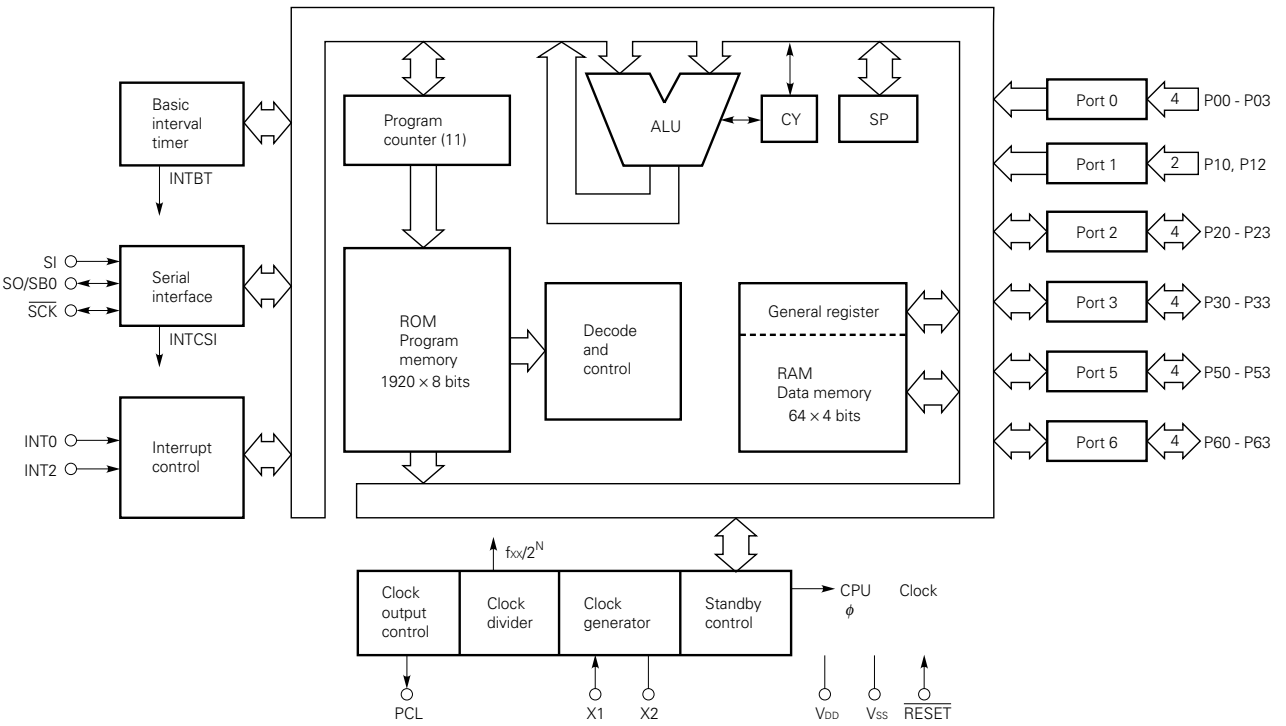 Basic
interval
timer
INTBT
SI
SO/SB0
SCK
Serial
interface
INTCSI
INT0
INT2
Interrupt
control
Program
counter (11)
ALU
CY
SP
ROM
Program
memory
1920 × 8 bits
Decode
and
control
General register
RAM
Data memory
64 × 4 bits
Port 0
4
P00 - P03
Port 1
2
P10, P12
Port 2
4
P20 - P23
Port 3
4
P30 - P33
Port 5
4
P50 - P53
Port 6
4
P60 - P63
fxx/2^N
Clock
output
control
Clock
divider
Clock
generator
Standby
control
CPU Clock
ϕ
PCL
X1
X2
VDD
VSS
RESET